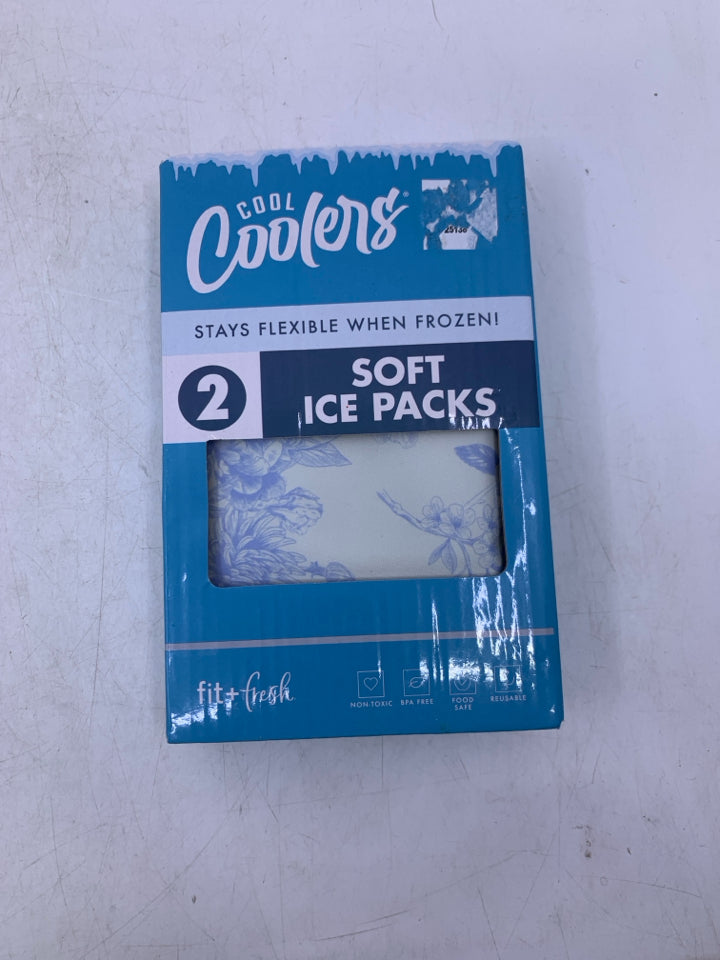 COOL
Coolers®
25138
STAYS FLEXIBLE WHEN FROZEN!
2
SOFT
ICE PACKS
fit+fresh.
NON-TOXIC
BPA FREE
FOOD
SAFE
REUSABLE